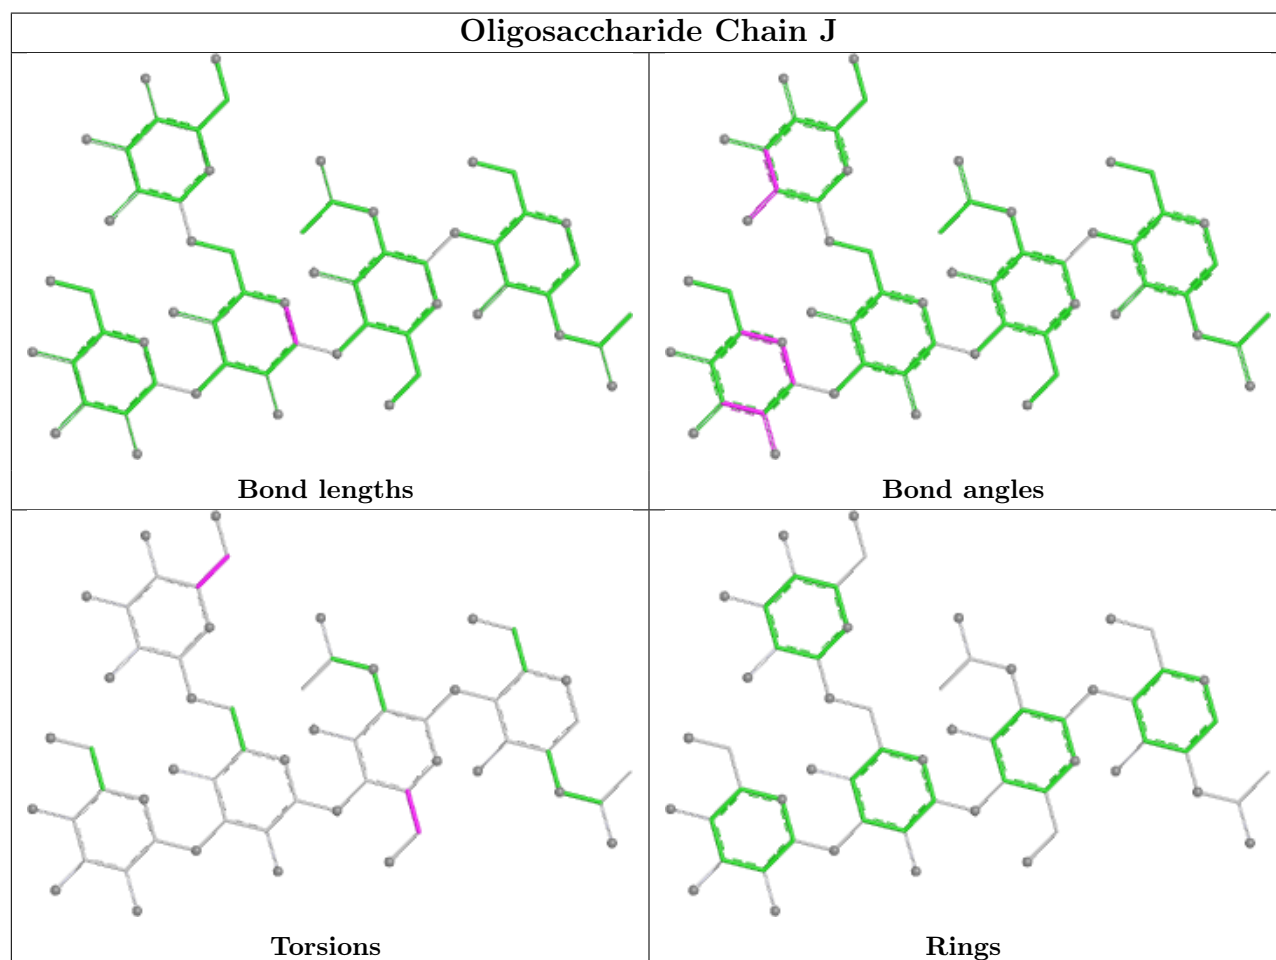 Oligosaccharide Chain J
Bond lengths
Bond angles
Torsions
Rings